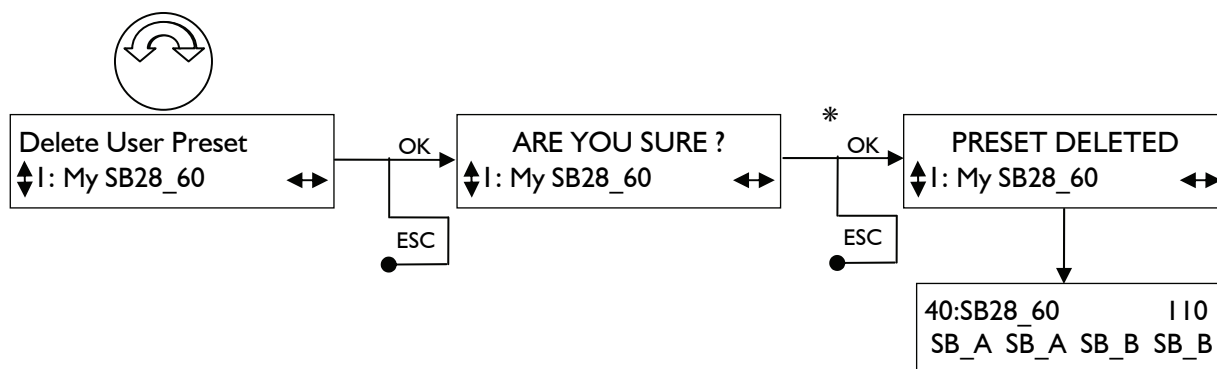 Delete User Preset
1: My SB28_60
OK
ESC
ARE YOU SURE ?
1: My SB28_60
*
OK
ESC
PRESET DELETED
1: My SB28_60
40:SB28_60 110
SB_A SB_A SB_B SB_B